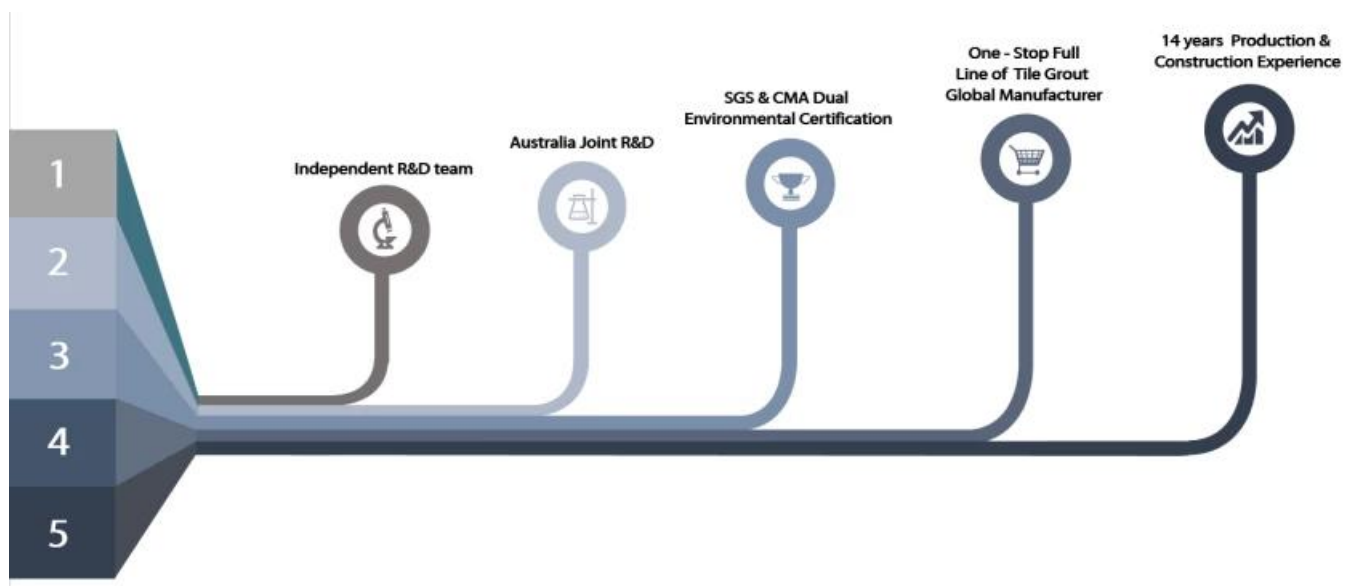 14 years Production &
Construction Experience
One - Stop Full
Line of Tile Grout
Global Manufacturer
SGS & CMA Dual
Environmental Certification
Australia Joint R&D
Independent R&D team
1
2
3
4
5